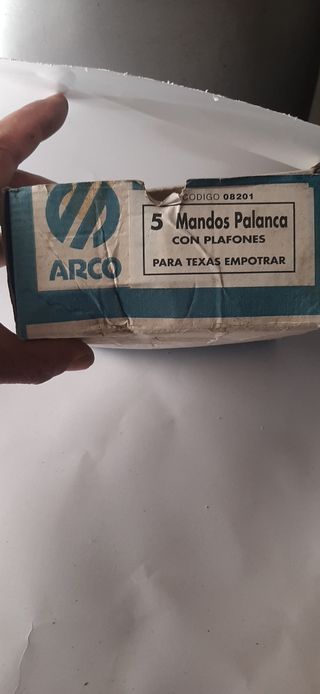 CODIGO 08201
5 Mandos Palanca
CON PLAFONES
PARA TEXAS EMPOTRAR
ARCO